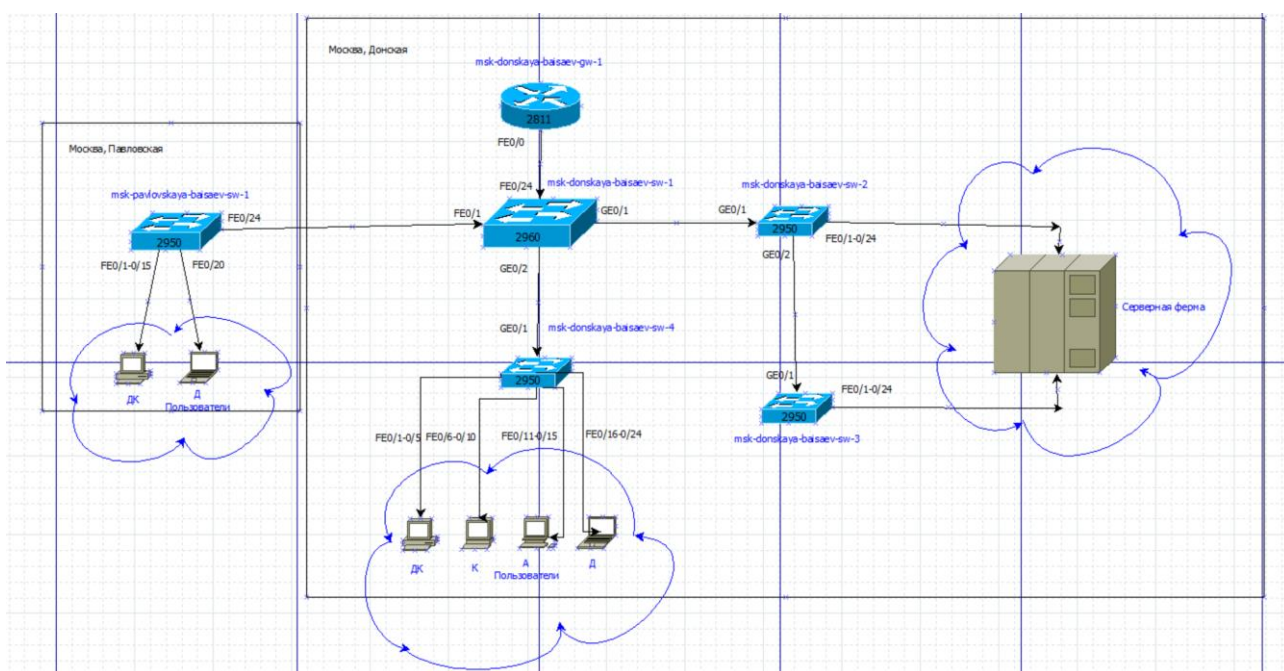 Москва, Донская
msk-donskaya-baisaev-gw-1
2811
FE0/0
Москва, Павловская
msk-pavlovskaya-baisaev-sw-1
FE0/24
2950
FE0/1-0/15
FE0/20
ДК
Д
Пользователи
FE0/24
msk-donskaya-baisaev-sw-1
FE0/1
GE0/1
2960
GE0/2
GE0/1
msk-donskaya-baisaev-sw-2
2950
FE0/1-0/24
GE0/2
Серверная ферма
GE0/1
msk-donskaya-baisaev-sw-4
2950
GE0/1
FE0/1-0/24
2950
msk-donskaya-baisaev-sw-3
FE0/1-0/5
FE0/6-0/10
FE0/11-0/15
FE0/16-0/24
ДК
К
А
Д
Пользователи